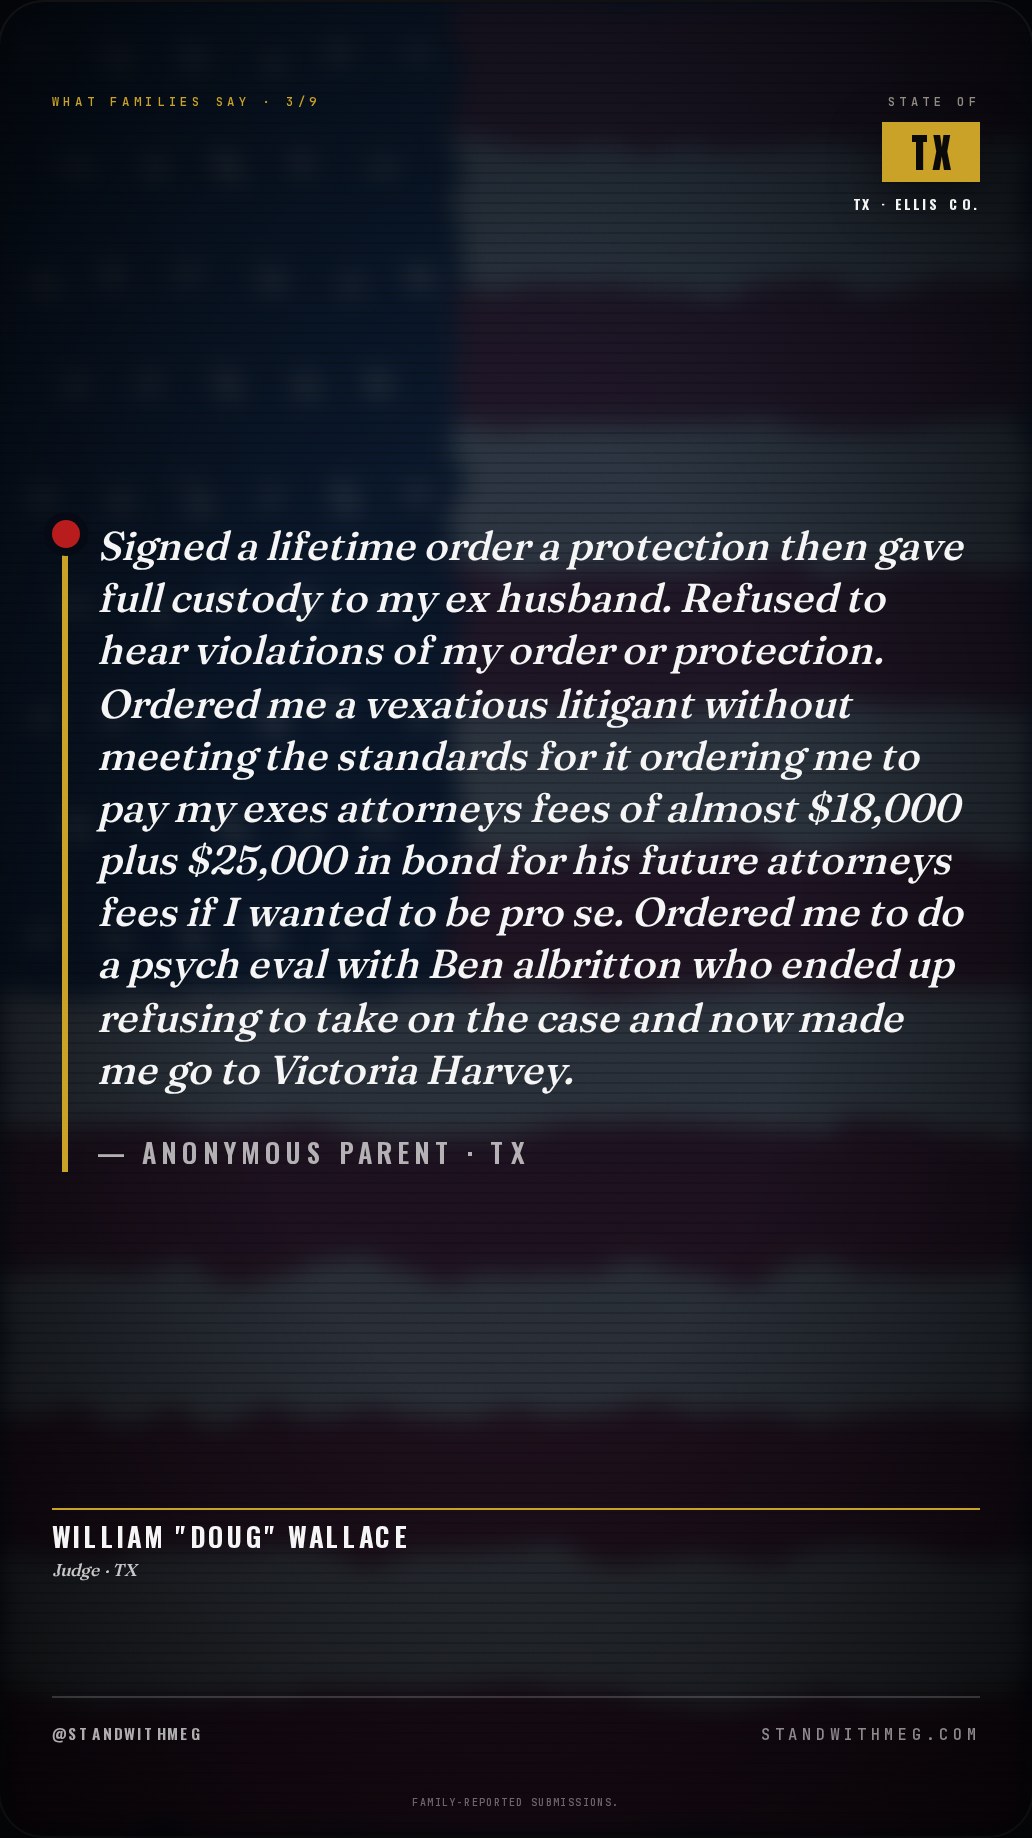 WHAT FAMILIES SAY · 3/9
STATE OF
TX
TX · ELLIS CO.
Signed a lifetime order a protection then gave
full custody to my ex husband. Refused to
hear violations of my order or protection.
Ordered me a vexatious litigant without
meeting the standards for it ordering me to
pay my exes attorneys fees of almost $18,000
plus $25,000 in bond for his future attorneys
fees if I wanted to be pro se. Ordered me to do
a psych eval with Ben albritton who ended up
refusing to take on the case and now made
me go to Victoria Harvey.
— ANONYMOUS PARENT · TX
WILLIAM "DOUG" WALLACE
Judge · TX
@STANDWITHMEG
STANDWITHMEG.COM
FAMILY-REPORTED SUBMISSIONS.